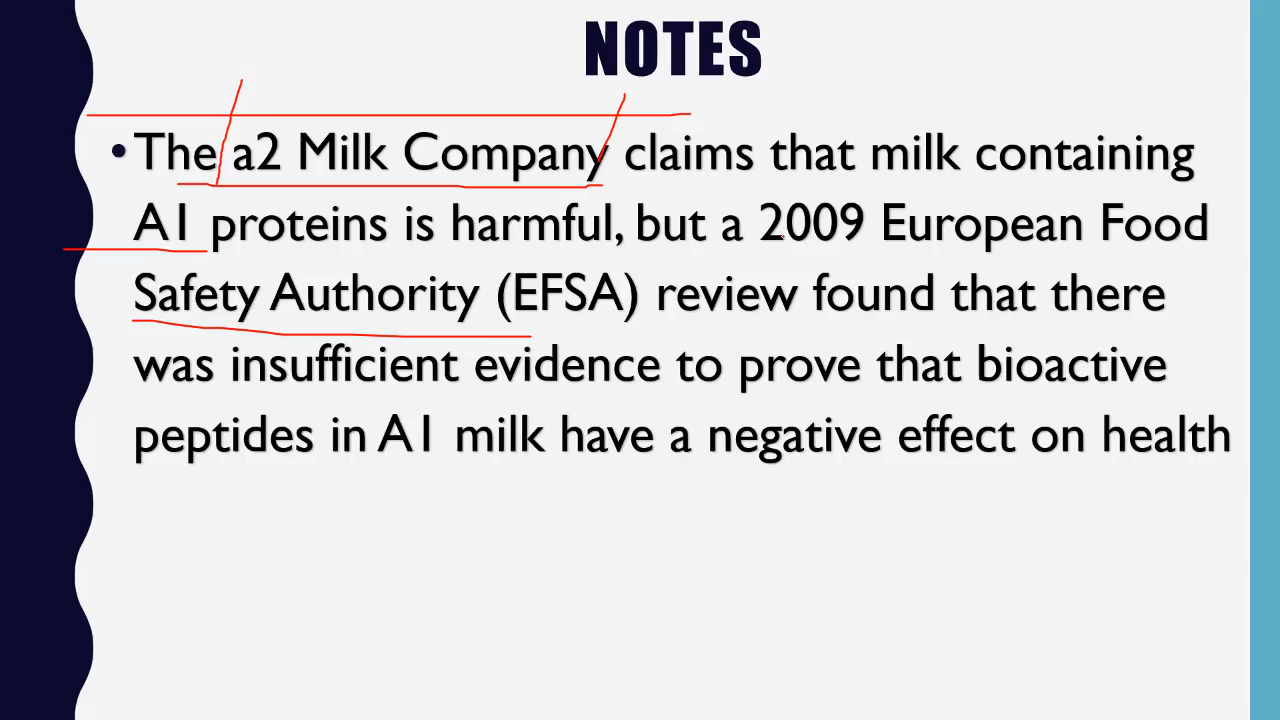 NOTES
•The a2 Milk Company claims that milk containing
A1 proteins is harmful, but a 2009 European Food
Safety Authority (EFSA) review found that there
was insufficient evidence to prove that bioactive
peptides in A1 milk have a negative effect on health